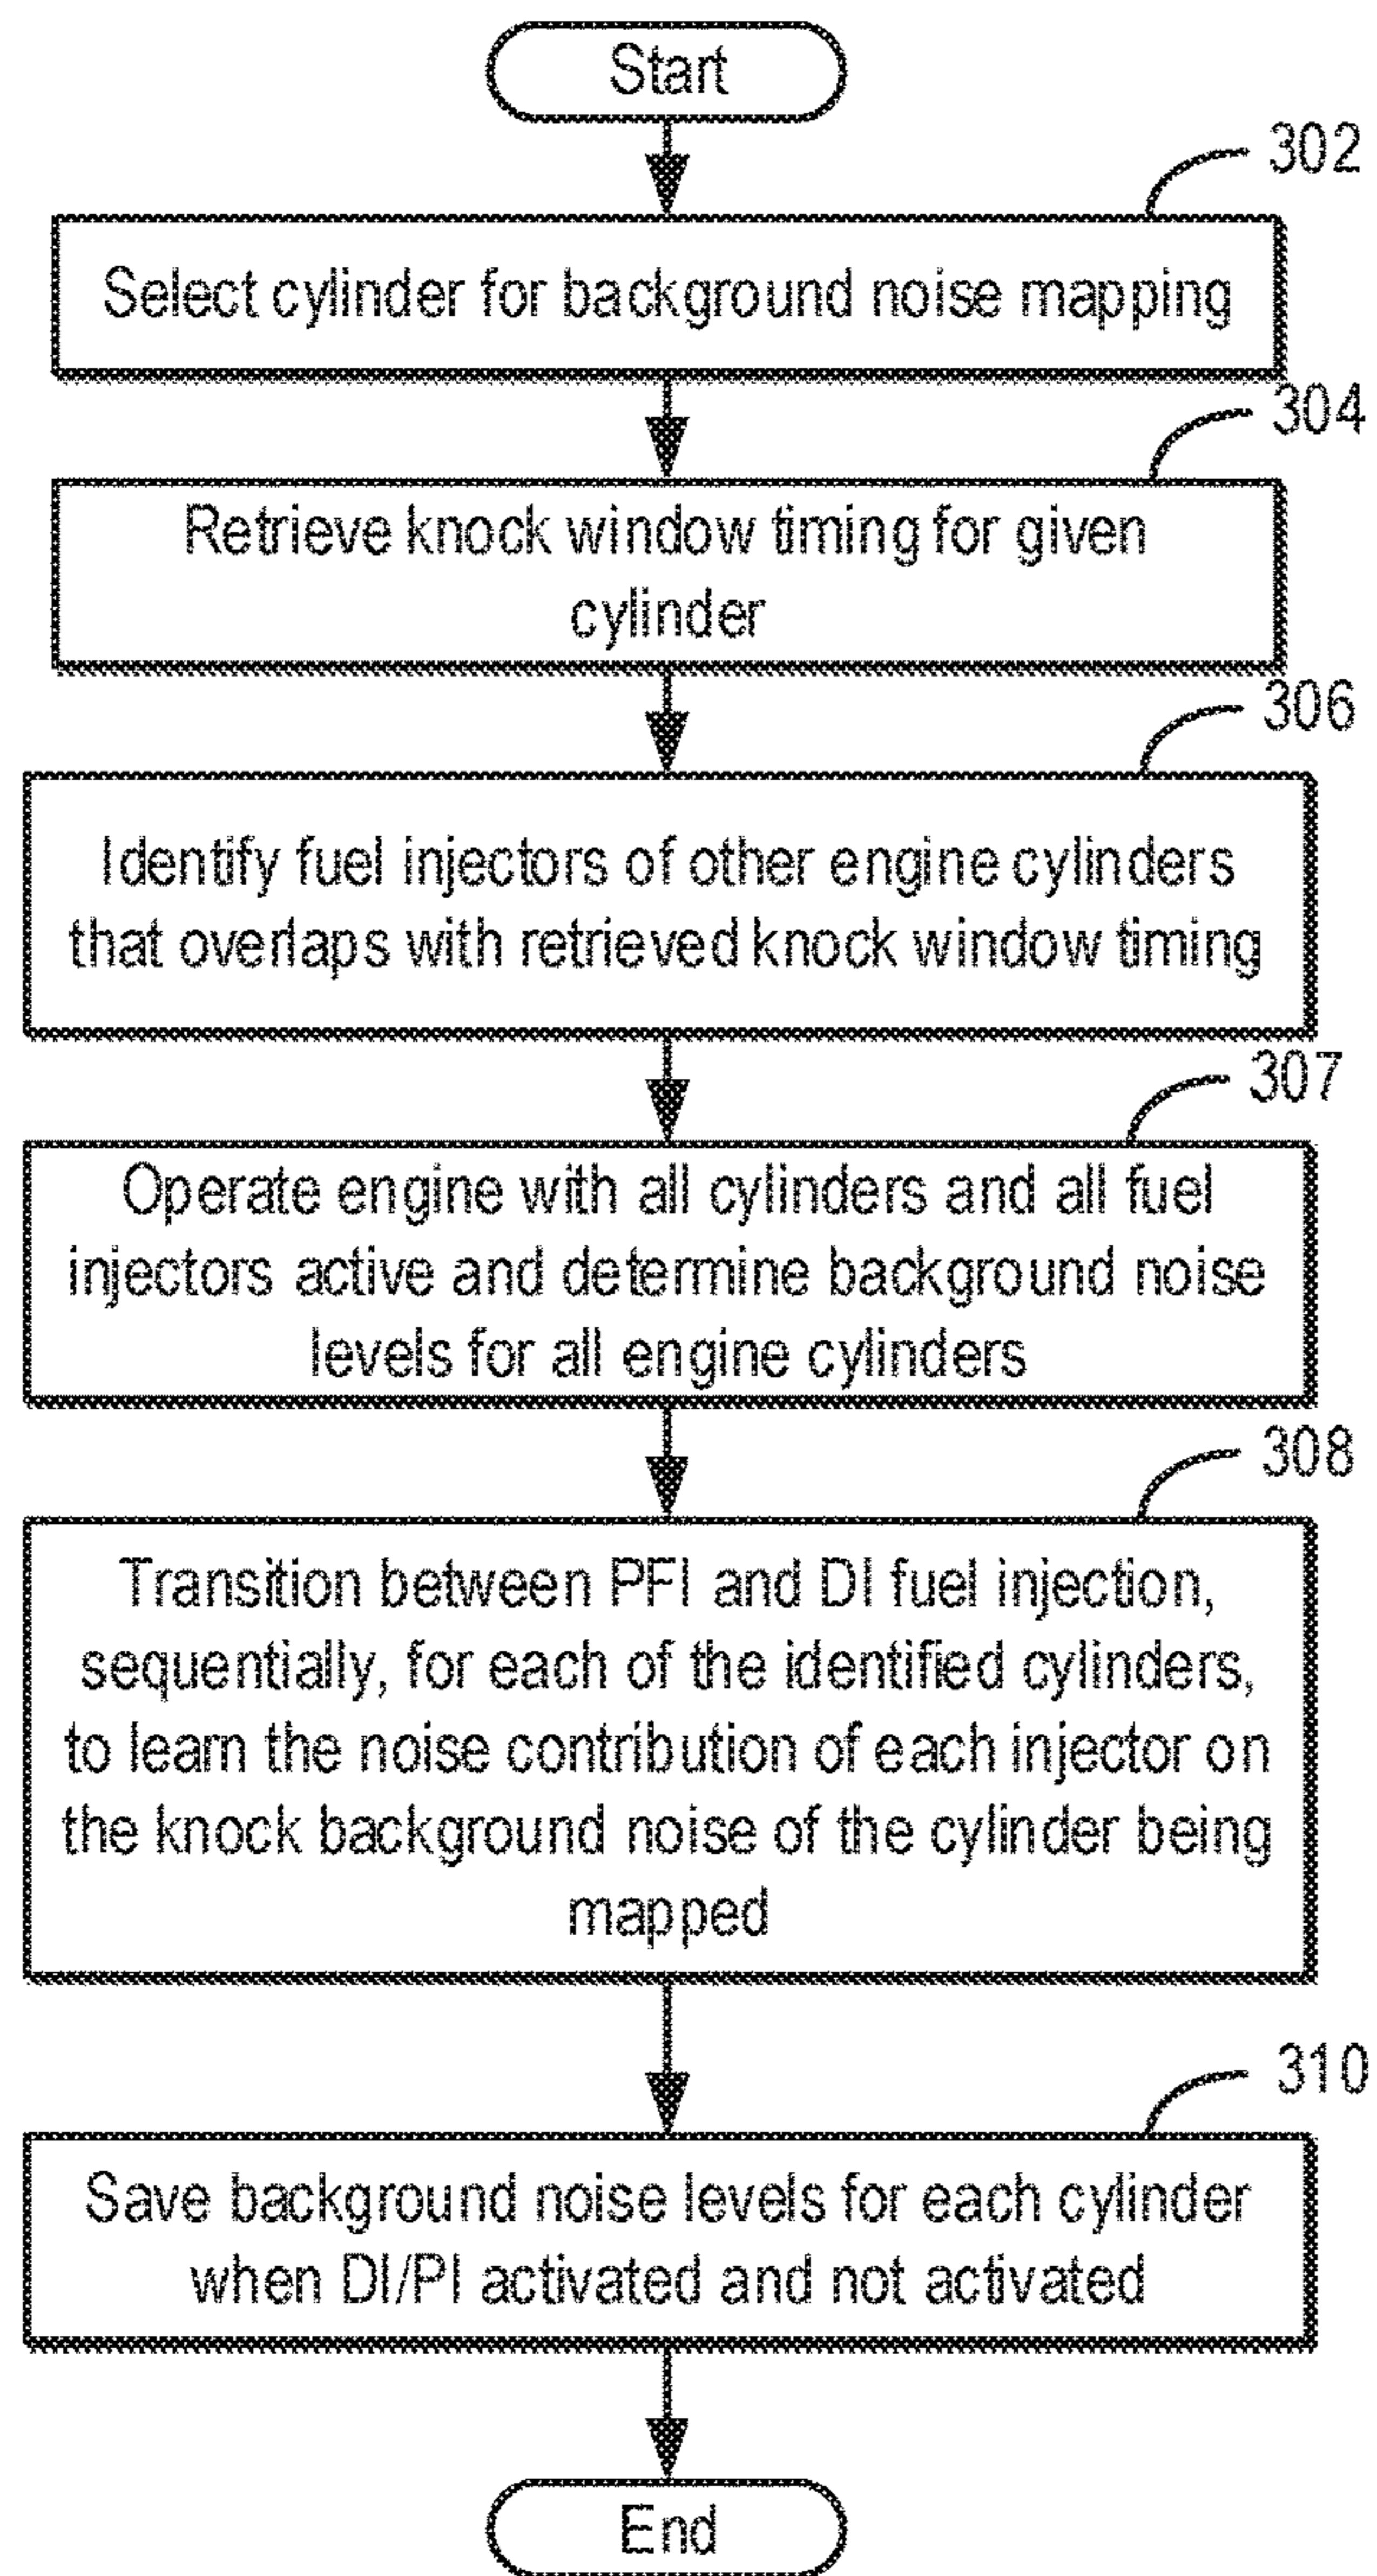 Start
302
Select cylinder for background noise mapping
304
Retrieve knock window timing for given
cylinder
306
Identify fuel injectors of other engine cylinders
that overlaps with retrieved knock window timing
307
Operate engine with all cylinders and all fuel
injectors active and determine background noise
levels for all engine cylinders
308
Transition between PFI and DI fuel injection,
sequentially, for each of the identified cylinders,
to learn the noise contribution of each injector on
the knock background noise of the cylinder being
mapped
310
Save background noise levels for each cylinder
when DI/PI activated and not activated
End